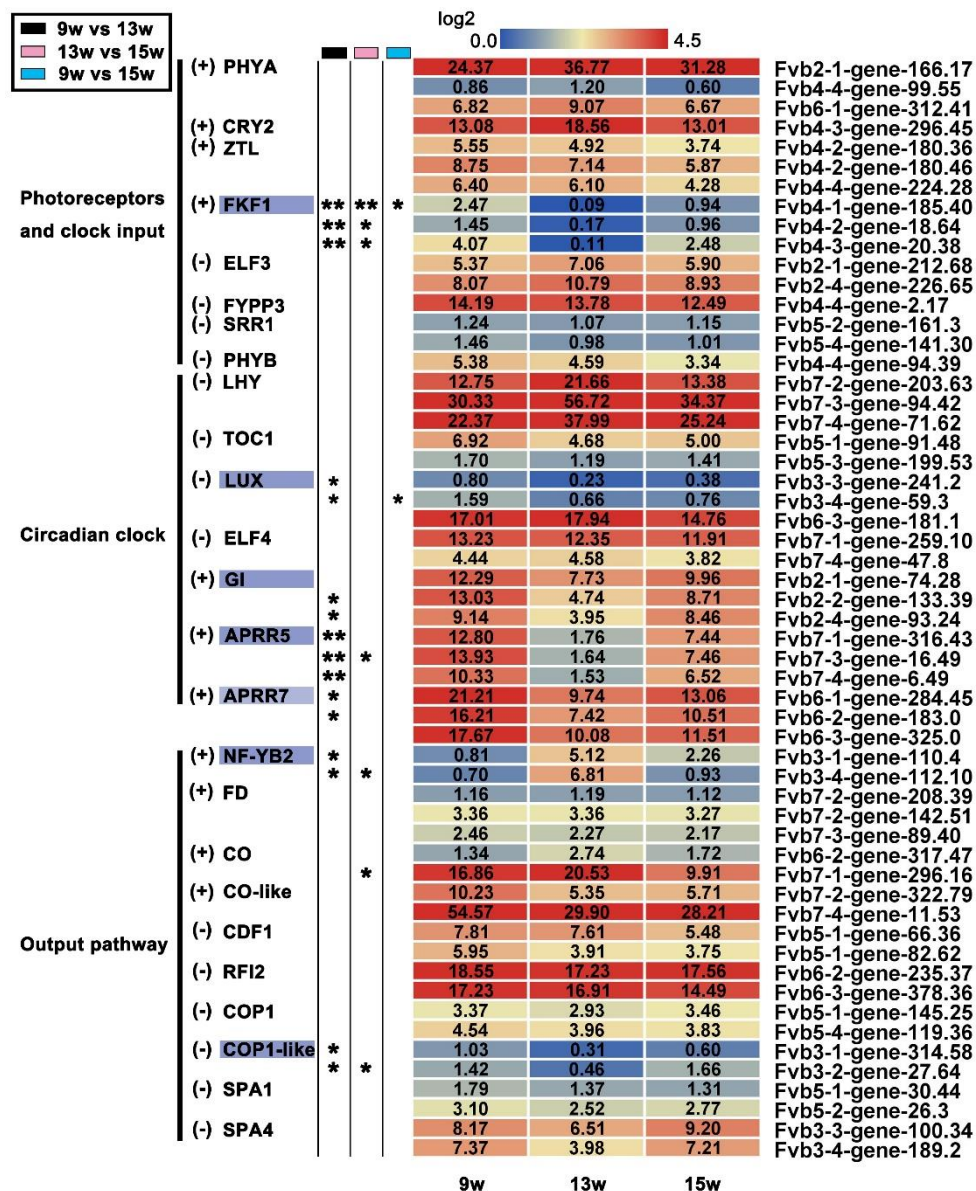 log2
0.0 4.5
9w vs 13w
13w vs 15w
9w vs 15w
(+) PHYA 24.37 36.77 31.28 Fvb2-1-gene-166.17
0.86 1.20 0.60 Fvb4-4-gene-99.55
6.82 9.07 6.67 Fvb6-1-gene-312.41
(+) CRY2 13.08 18.56 13.01 Fvb4-3-gene-296.45
(+) ZTL 5.55 4.92 3.74 Fvb4-2-gene-180.36
8.75 7.14 5.87 Fvb4-2-gene-180.46
6.40 6.10 4.28 Fvb4-4-gene-224.28
Photoreceptors
and clock input
(+) FKF1 ** ** * 2.47 0.09 0.94 Fvb4-1-gene-185.40
** * 1.45 0.17 0.96 Fvb4-2-gene-18.64
** * 4.07 0.11 2.48 Fvb4-3-gene-20.38
(-) ELF3 5.37 7.06 5.90 Fvb2-1-gene-212.68
8.07 10.79 8.93 Fvb2-4-gene-226.65
(-) FYPP3 14.19 13.78 12.49 Fvb4-4-gene-2.17
(-) SRR1 1.24 1.07 1.15 Fvb5-2-gene-161.3
1.46 0.98 1.01 Fvb5-4-gene-141.30
(-) PHYB 5.38 4.59 3.34 Fvb4-4-gene-94.39
(-) LHY 12.75 21.66 13.38 Fvb7-2-gene-203.63
30.33 56.72 34.37 Fvb7-3-gene-94.42
22.37 37.99 25.24 Fvb7-4-gene-71.62
(-) TOC1 6.92 4.68 5.00 Fvb5-1-gene-91.48
1.70 1.19 1.41 Fvb5-3-gene-199.53
(-) LUX * 0.80 0.23 0.38 Fvb3-3-gene-241.2
* * 1.59 0.66 0.76 Fvb3-4-gene-59.3
17.01 17.94 14.76 Fvb6-3-gene-181.1
Circadian clock
(-) ELF4 13.23 12.35 11.91 Fvb7-1-gene-259.10
4.44 4.58 3.82 Fvb7-4-gene-47.8
(+) GI 12.29 7.73 9.96 Fvb2-1-gene-74.28
* 13.03 4.74 8.71 Fvb2-2-gene-133.39
* 9.14 3.95 8.46 Fvb2-4-gene-93.24
(+) APRR5 ** 12.80 1.76 7.44 Fvb7-1-gene-316.43
** * 13.93 1.64 7.46 Fvb7-3-gene-16.49
** 10.33 1.53 6.52 Fvb7-4-gene-6.49
(+) APRR7 * 21.21 9.74 13.06 Fvb6-1-gene-284.45
* 16.21 7.42 10.51 Fvb6-2-gene-183.0
17.67 10.08 11.51 Fvb6-3-gene-325.0
(+) NF-YB2 * 0.81 5.12 2.26 Fvb3-1-gene-110.4
* * 0.70 6.81 0.93 Fvb3-4-gene-112.10
(+) FD 1.16 1.19 1.12 Fvb7-2-gene-208.39
3.36 3.36 3.27 Fvb7-2-gene-142.51
2.46 2.27 2.17 Fvb7-3-gene-89.40
(+) CO 1.34 2.74 1.72 Fvb6-2-gene-317.47
* 16.86 20.53 9.91 Fvb7-1-gene-296.16
(+) CO-like 10.23 5.35 5.71 Fvb7-2-gene-322.79
54.57 29.90 28.21 Fvb7-4-gene-11.53
Output pathway
(-) CDF1 7.81 7.61 5.48 Fvb5-1-gene-66.36
5.95 3.91 3.75 Fvb5-1-gene-82.62
(-) RFI2 18.55 17.23 17.56 Fvb6-2-gene-235.37
17.23 16.91 14.49 Fvb6-3-gene-378.36
(-) COP1 3.37 2.93 3.46 Fvb5-1-gene-145.25
4.54 3.96 3.83 Fvb5-4-gene-119.36
(-) COP1-like * 1.03 0.31 0.60 Fvb3-1-gene-314.58
* * 1.42 0.46 1.66 Fvb3-2-gene-27.64
(-) SPA1 1.79 1.37 1.31 Fvb5-1-gene-30.44
3.10 2.52 2.77 Fvb5-2-gene-26.3
(-) SPA4 8.17 6.51 9.20 Fvb3-3-gene-100.34
7.37 3.98 7.21 Fvb3-4-gene-189.2
9w 13w 15w